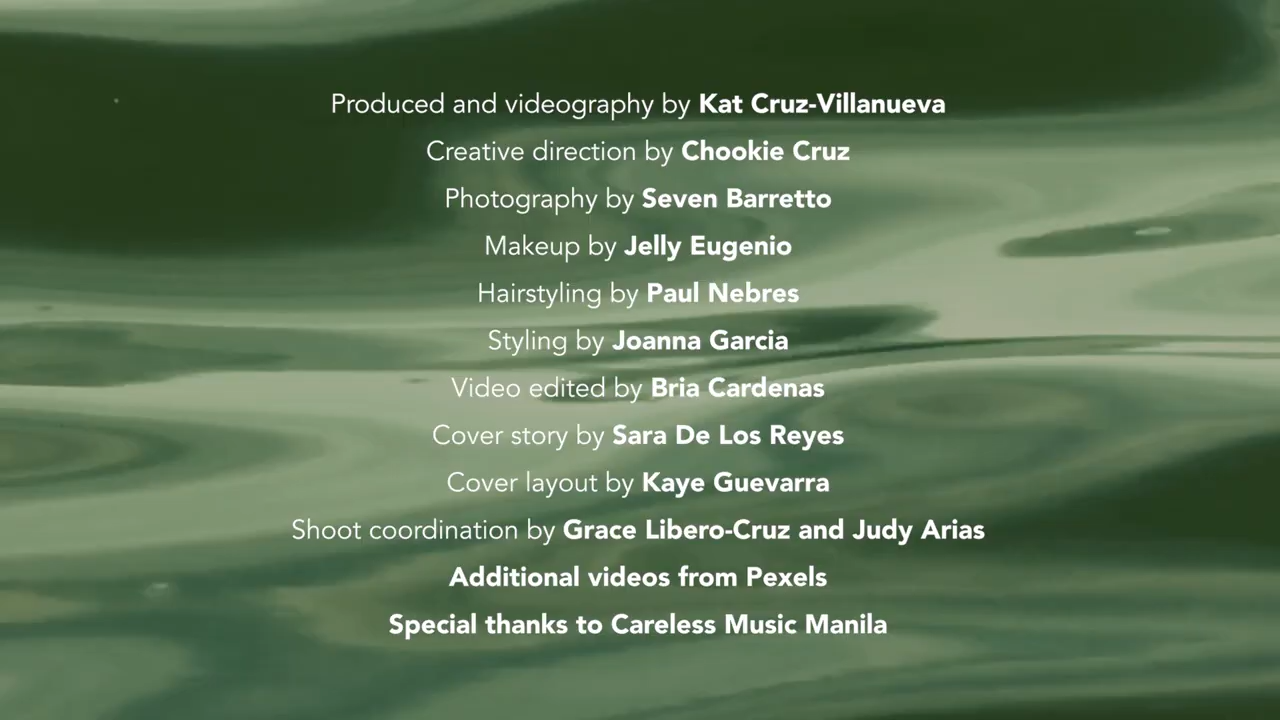 Produced and videography by Kat Cruz-Villanueva
Creative direction by Chookie Cruz
Photography by Seven Barretto
Makeup by Jelly Eugenio
Hairstyling by Paul Nebres
Styling by Joanna Garcia
Video edited by Bria Cardenas
Cover story by Sara De Los Reyes
Cover layout by Kaye Guevarra
Shoot coordination by Grace Libero-Cruz and Judy Arias
Additional videos from Pexels
Special thanks to Careless Music Manila